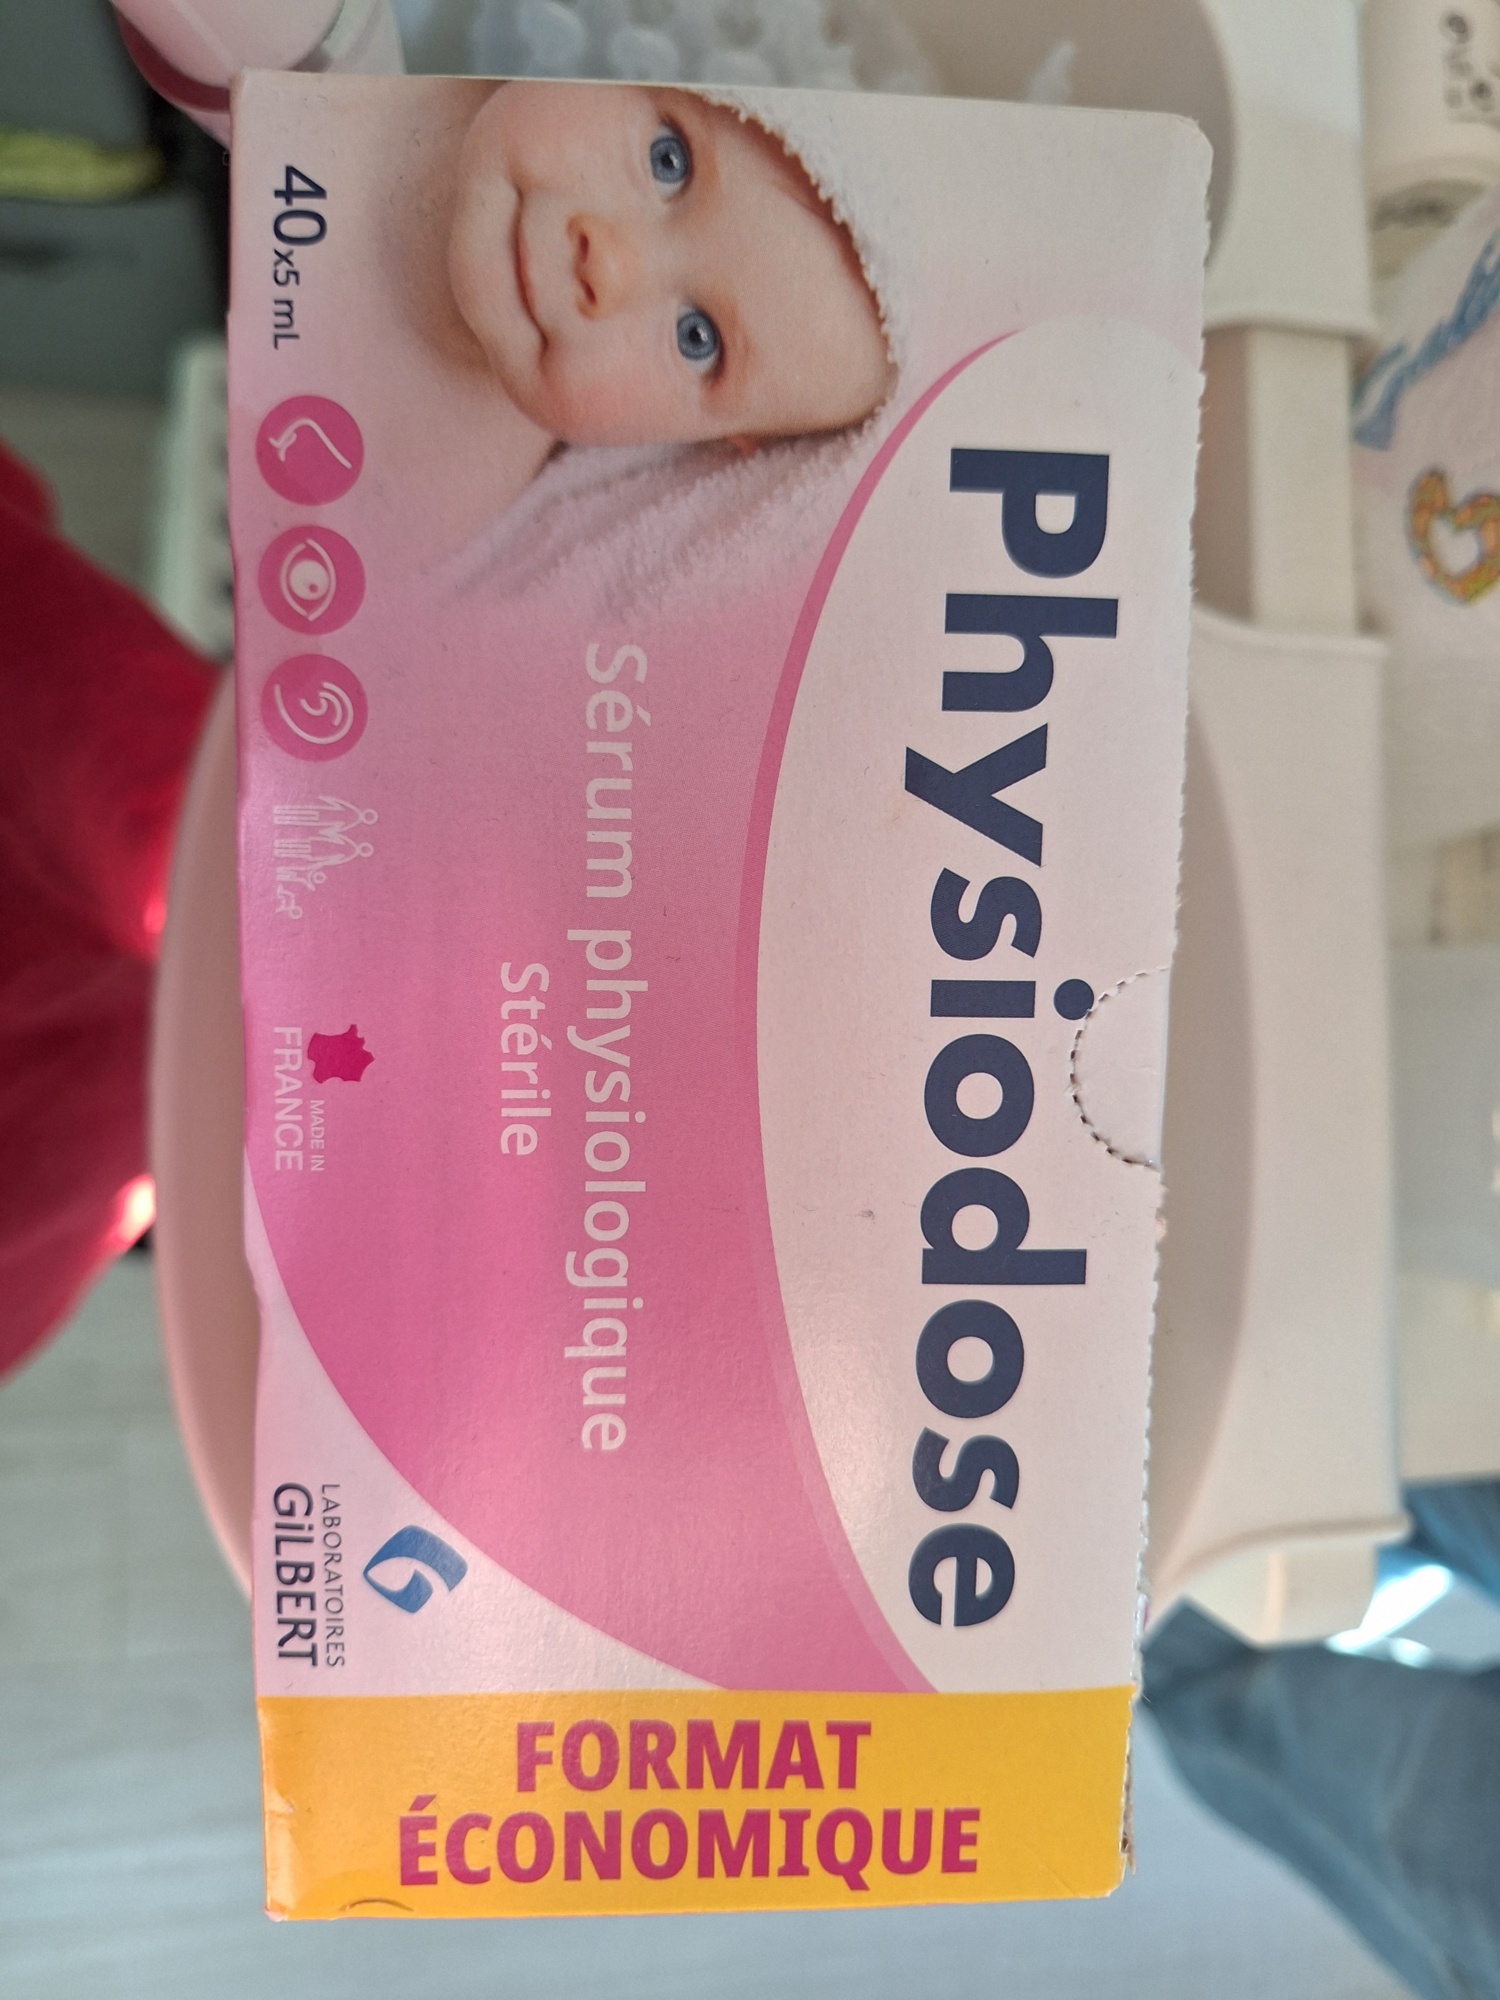 Physiodose
Sérum physiologique
Stérile
40x5 mL
MADE IN
FRANCE
LABORATOIRES
GiLBERT
FORMAT
ÉCONOMIQUE